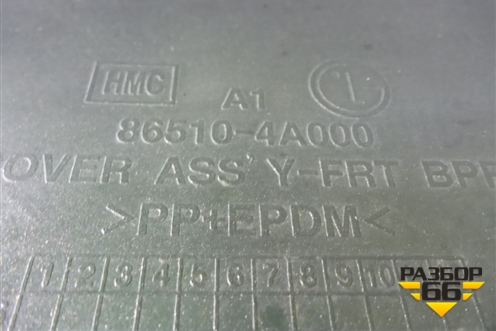 HMC
A1
86510-4A000
OVER ASS'Y-FRT BPR
>PP+EPDM<
1 2 3 4 5 6 7 8 9 10
РАЗБОР
66